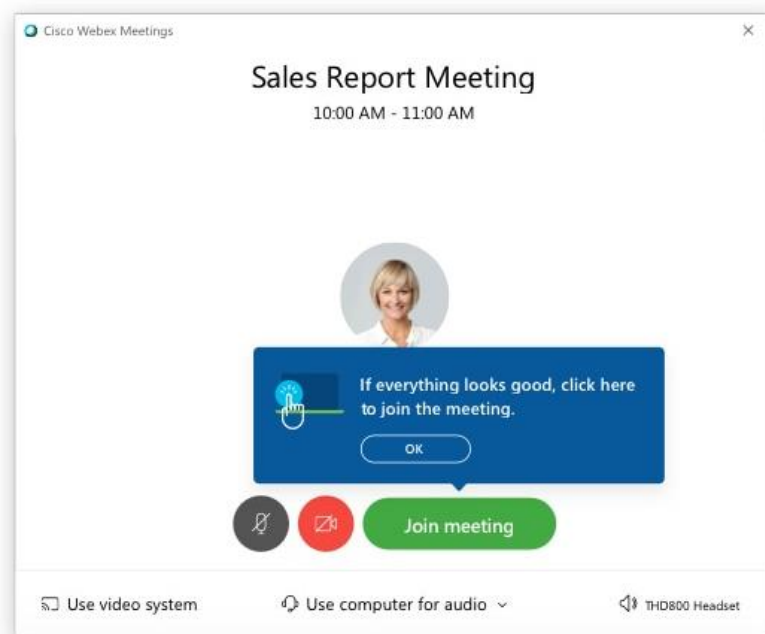 Cisco Webex Meetings
Sales Report Meeting
10:00 AM - 11:00 AM
If everything looks good, click here
to join the meeting.
OK
Join meeting
Use video system
Use computer for audio
THD800 Headset